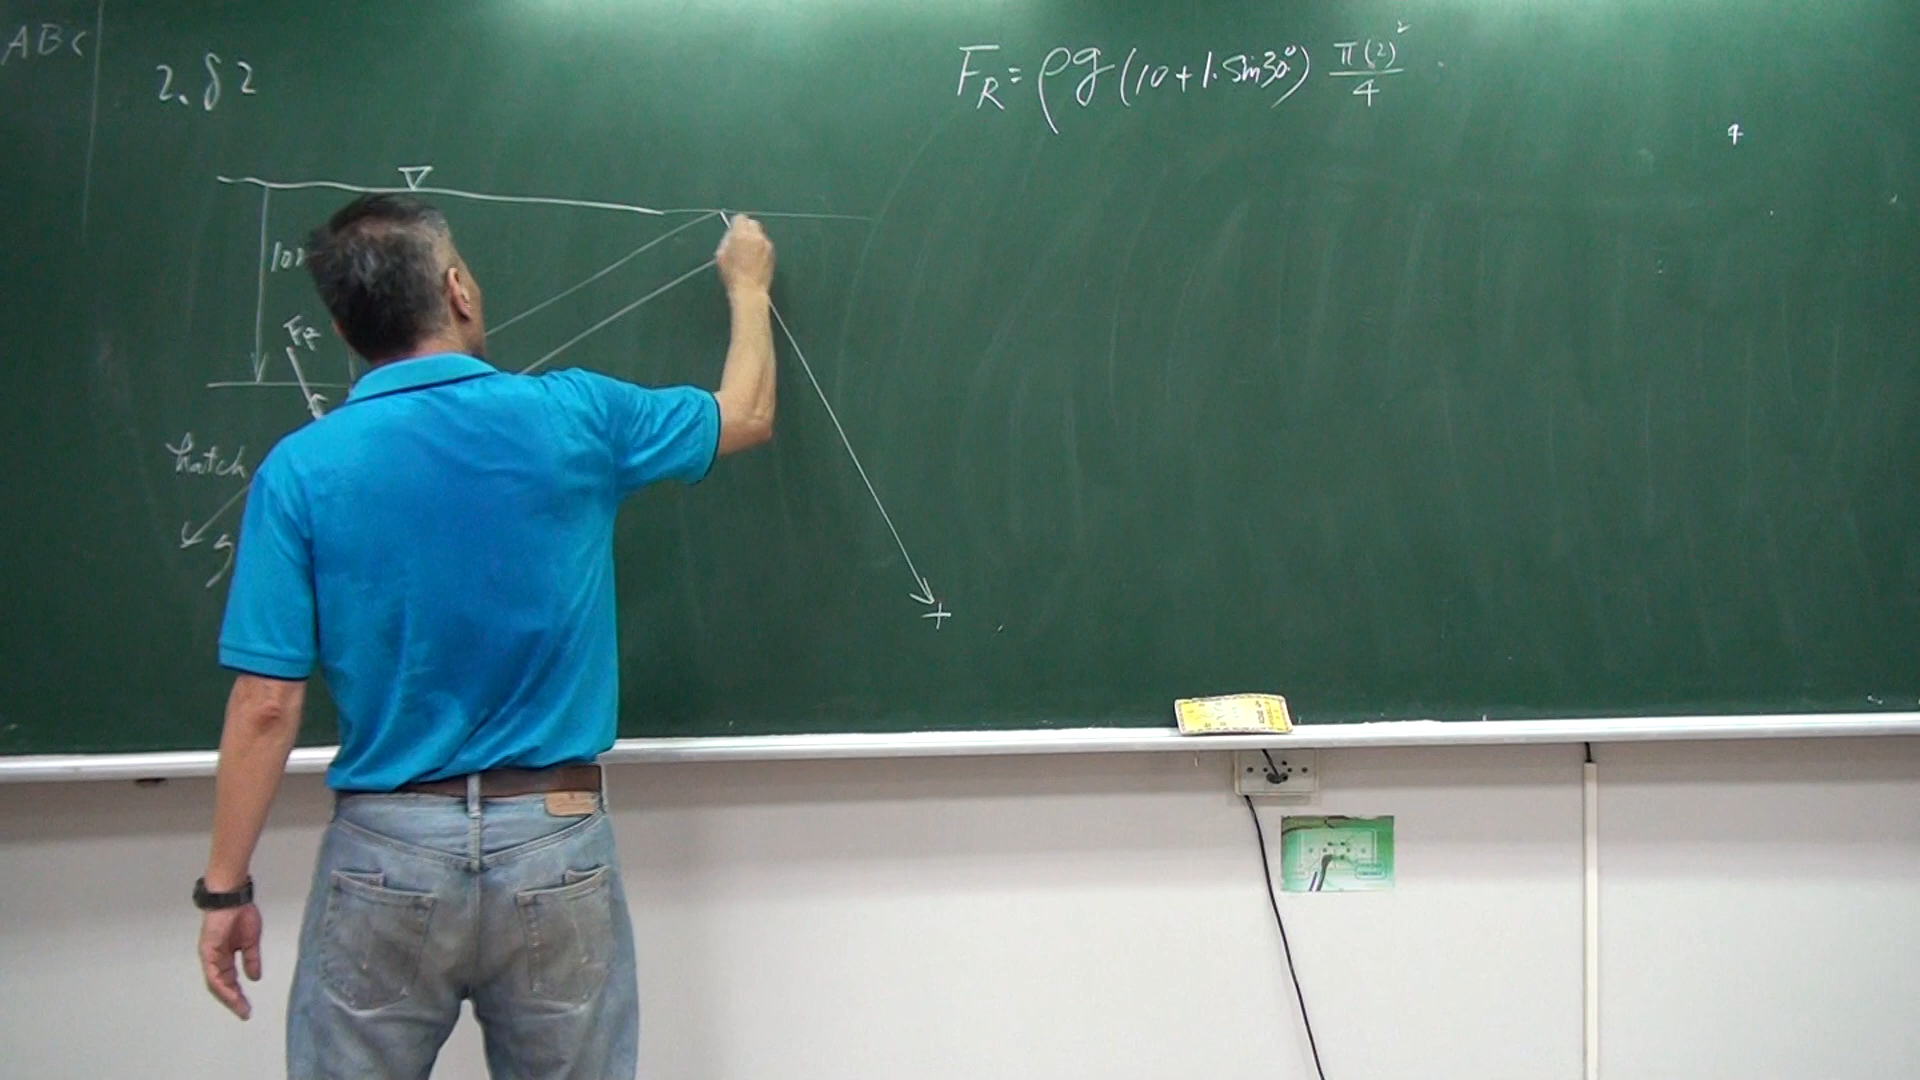 ABC
2.82
F_R = ρg(10+1·Sin30°) π(2)²/4
10
F_R
hatch